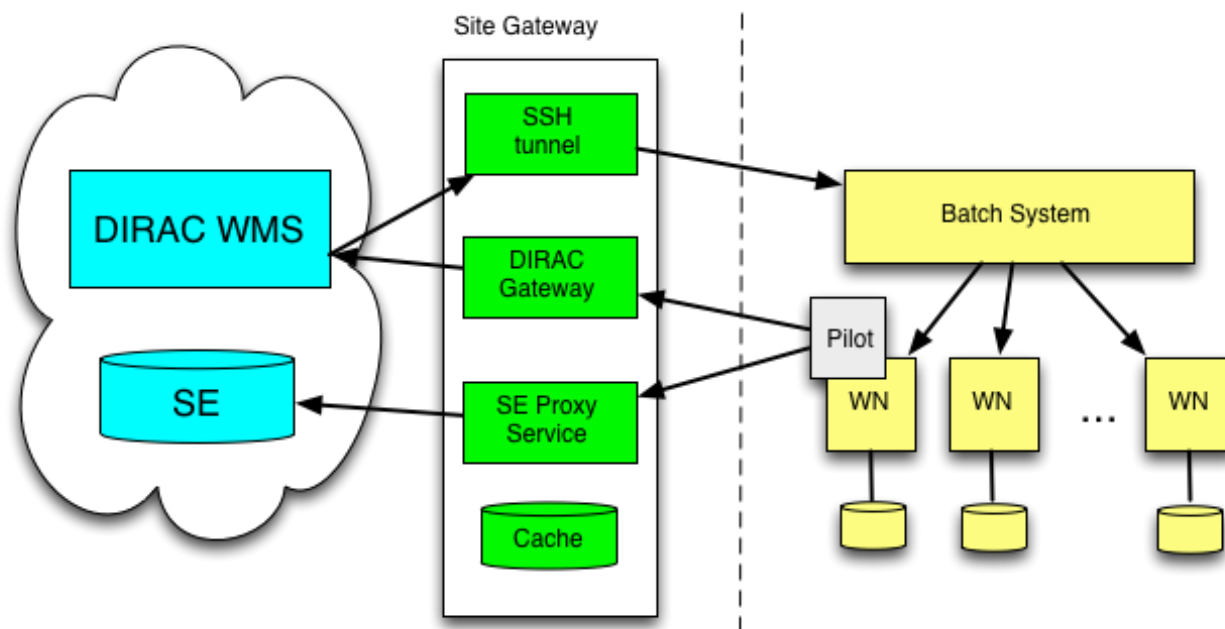 Site Gateway
SSH
tunnel
DIRAC WMS
Batch System
DIRAC
Gateway
Pilot
SE
SE Proxy
Service
WN
WN
...
WN
Cache